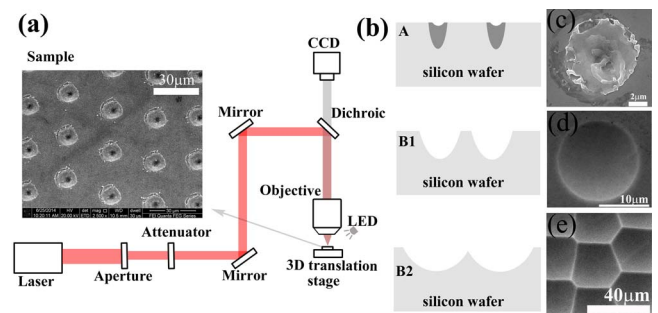 (a)
Sample
30μm
CCD
Mirror
Dichroic
Objective
LED
Attenuator
Laser
Aperture
Mirror
3D translation
stage
(b)
A
silicon wafer
B1
silicon wafer
B2
silicon wafer
(c)
2μm
(d)
10μm
(e)
40μm